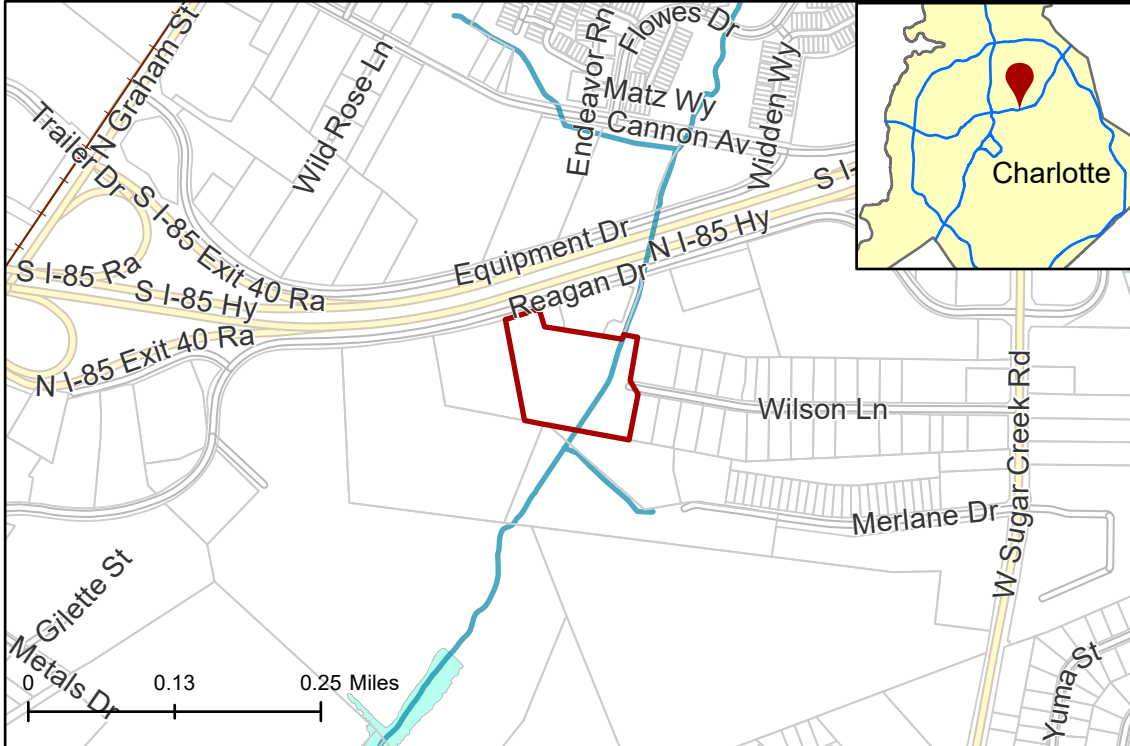 N Graham St
Trailer Dr
Wild Rose Ln
Endeavor Rn
Flowes Dr
Matz Wy
Cannon Av
Widden Wy
Charlotte
S I-85 Exit 40 Ra
S I-85 Ra
S I-85 Hy
N I-85 Exit 40 Ra
Equipment Dr
S I-
N I-85 Hy
Reagan Dr
Wilson Ln
W Sugar Creek Rd
Merlane Dr
Gilette St
Metals Dr
Yuma St
0 0.13 0.25 Miles